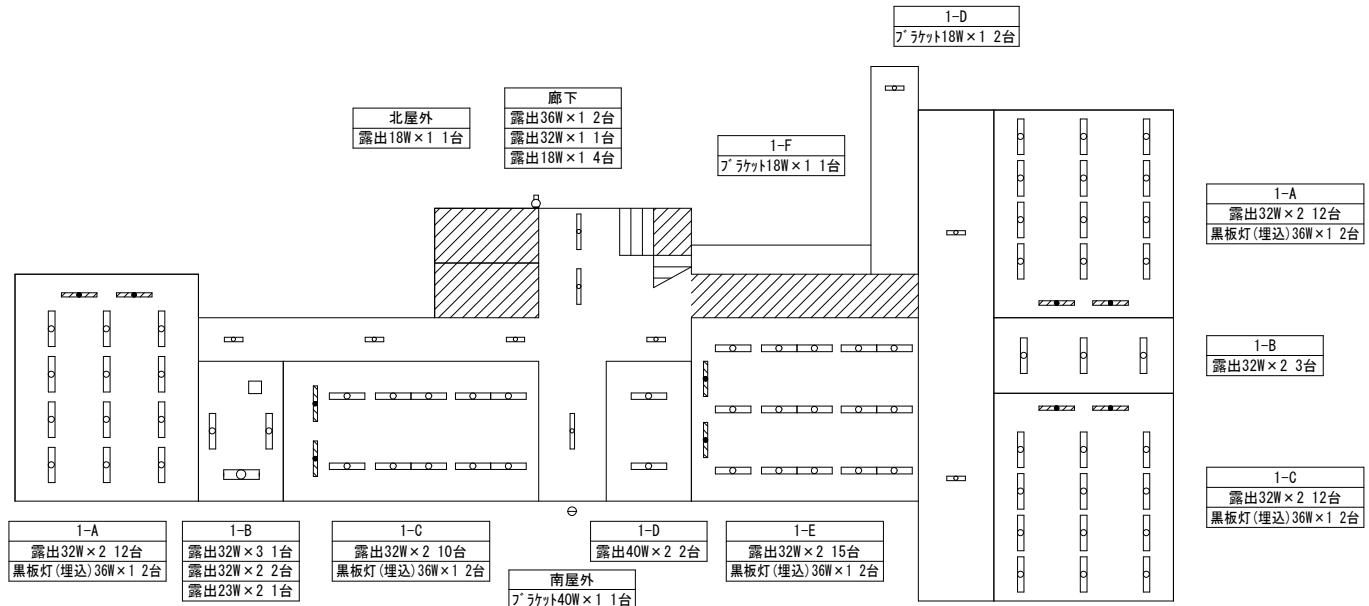 1-D
ﾌﾞﾗｹｯﾄ18W×1 2台
北屋外
露出18W×1 1台
廊下
露出36W×1 2台
露出32W×1 1台
露出18W×1 4台
1-F
ﾌﾞﾗｹｯﾄ18W×1 1台
1-A
露出32W×2 12台
黒板灯(埋込)36W×1 2台
1-B
露出32W×2 3台
1-C
露出32W×2 12台
黒板灯(埋込)36W×1 2台
1-A
露出32W×2 12台
黒板灯(埋込)36W×1 2台
1-B
露出32W×3 1台
露出32W×2 2台
露出23W×2 1台
1-C
露出32W×2 10台
黒板灯(埋込)36W×1 2台
南屋外
ﾌﾞﾗｹｯﾄ40W×1 1台
1-D
露出40W×2 2台
1-E
露出32W×2 15台
黒板灯(埋込)36W×1 2台